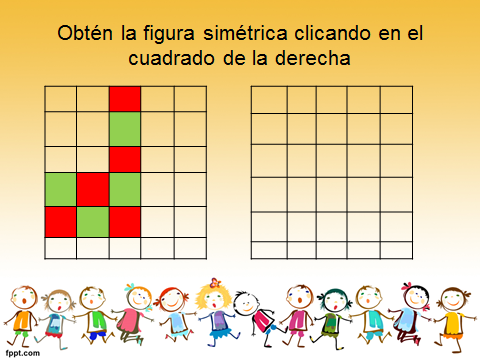 Obtén la figura simétrica clicando en el
cuadrado de la derecha
fppt.com